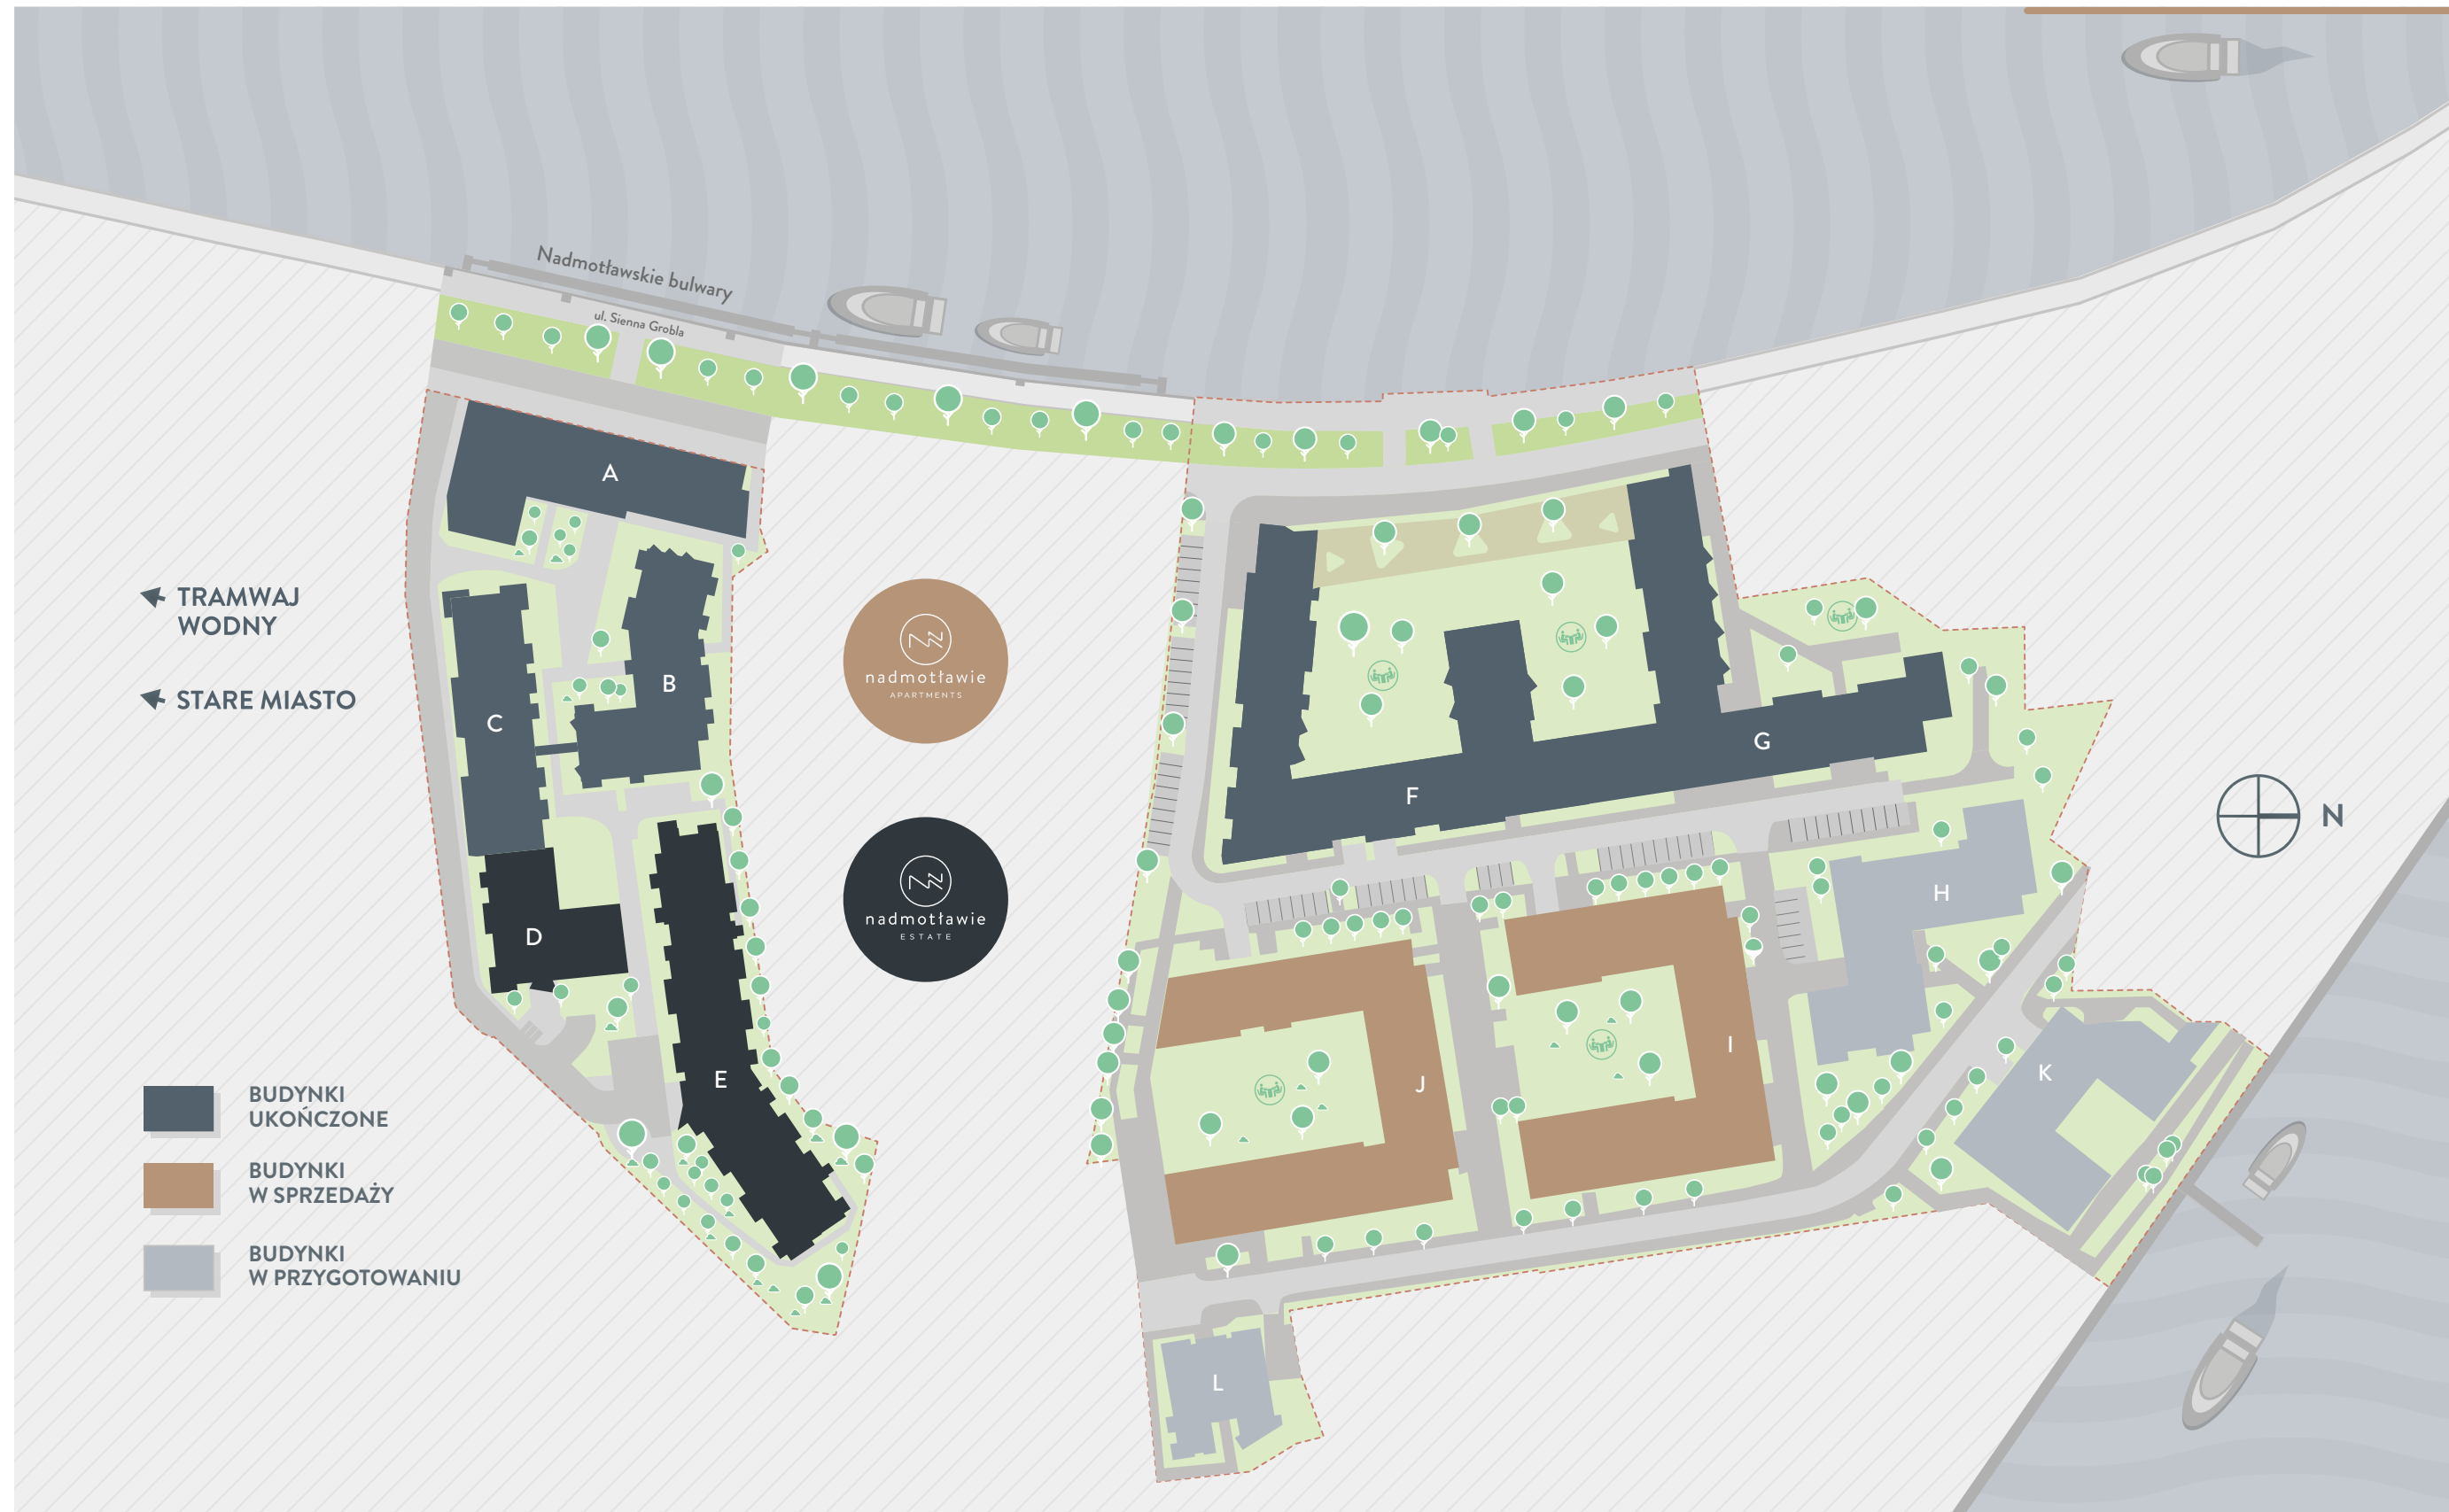 Nadmotławskie bulwary
ul. Sienna Grobla
A
TRAMWAJ
WODNY
STARE MIASTO
B
C
nadmotławie
APARTMENTS
G
F
N
nadmotławie
ESTATE
H
D
I
K
E
J
BUDYNKI
UKOŃCZONE
BUDYNKI
W SPRZEDAŻY
BUDYNKI
W PRZYGOTOWANIU
L